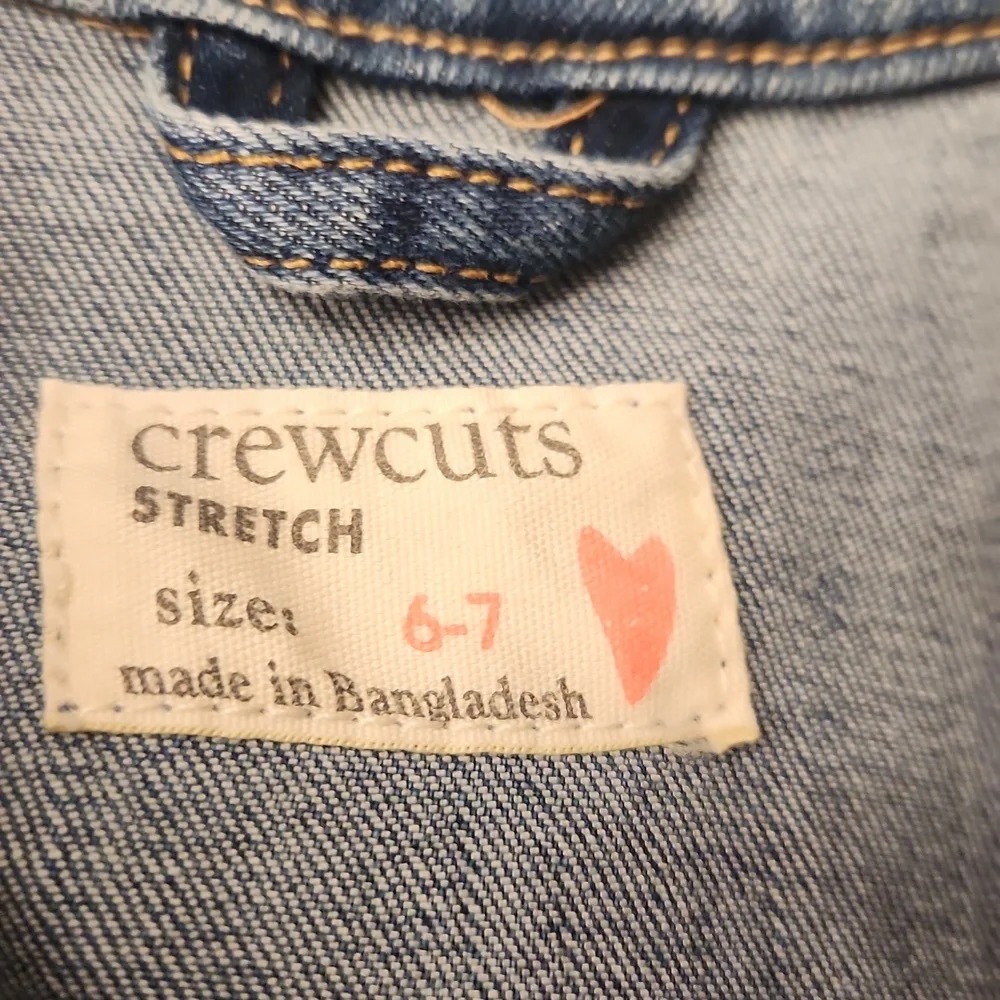 crewcuts
STRETCH
size: 6-7
made in Bangladesh